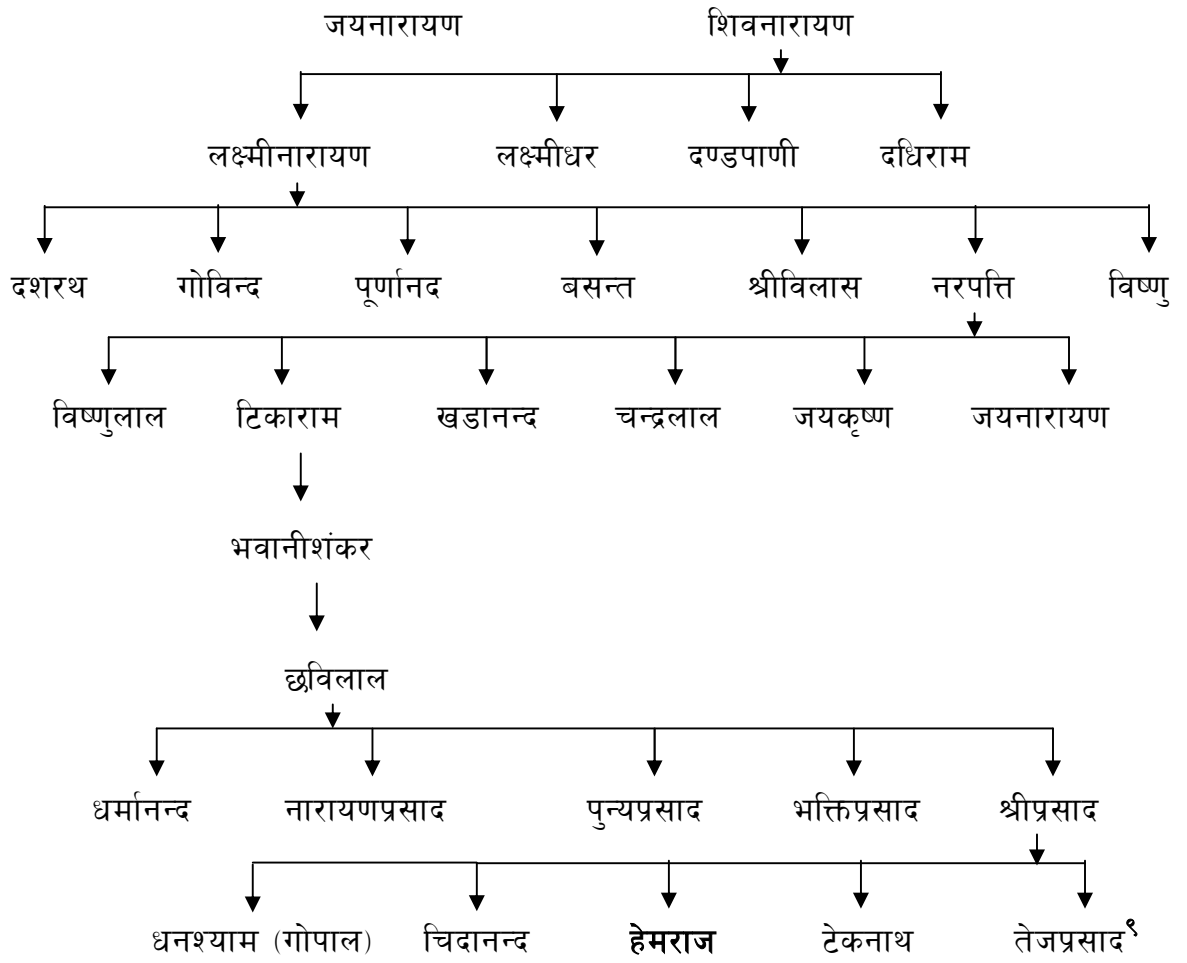 जयनारायण शिवनारायण
लक्ष्मीनारायण लक्ष्मीधर दण्डपाणी दधिराम
दशरथ गोविन्द पूर्णानद बसन्त श्रीविलास नरपत्ति विष्णु
विष्णुलाल टिकाराम खडानन्द चन्द्रलाल जयकृष्ण जयनारायण
भवानीशंकर
छविलाल
धर्मानन्द नारायणप्रसाद पुन्यप्रसाद भक्तिप्रसाद श्रीप्रसाद
धनश्याम (गोपाल) चिदानन्द हेमराज टेकनाथ तेजप्रसाद९